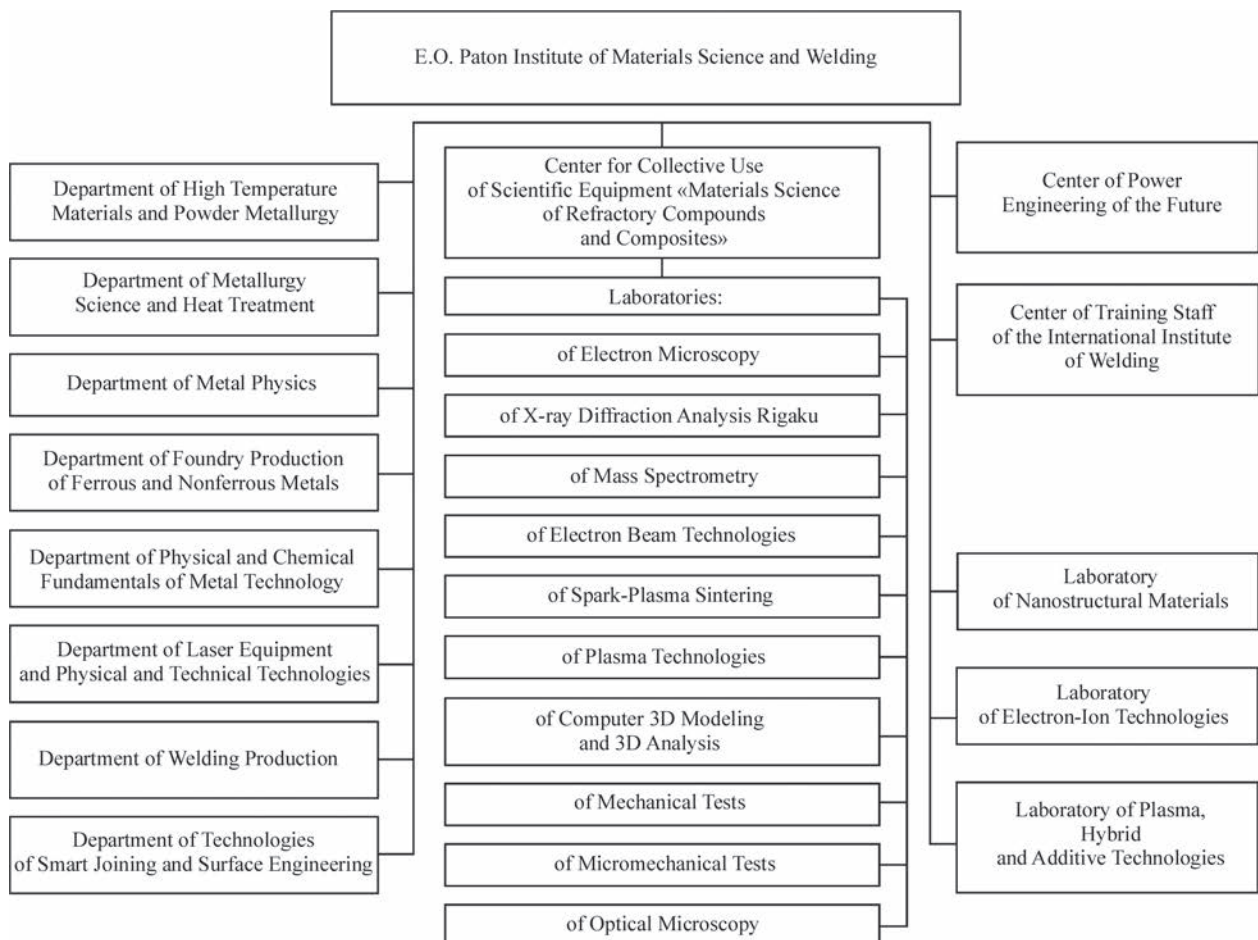 E.O. Paton Institute of Materials Science and Welding
Department of High Temperature
Materials and Powder Metallurgy
Department of Metallurgy
Science and Heat Treatment
Department of Metal Physics
Department of Foundry Production
of Ferrous and Nonferrous Metals
Department of Physical and Chemical
Fundamentals of Metal Technology
Department of Laser Equipment
and Physical and Technical Technologies
Department of Welding Production
Department of Technologies
of Smart Joining and Surface Engineering
Center for Collective Use
of Scientific Equipment «Materials Science
of Refractory Compounds
and Composites»
Laboratories:
of Electron Microscopy
of X-ray Diffraction Analysis Rigaku
of Mass Spectrometry
of Electron Beam Technologies
of Spark-Plasma Sintering
of Plasma Technologies
of Computer 3D Modeling
and 3D Analysis
of Mechanical Tests
of Micromechanical Tests
of Optical Microscopy
Center of Power
Engineering of the Future
Center of Training Staff
of the International Institute
of Welding
Laboratory
of Nanostructural Materials
Laboratory
of Electron-Ion Technologies
Laboratory of Plasma,
Hybrid
and Additive Technologies